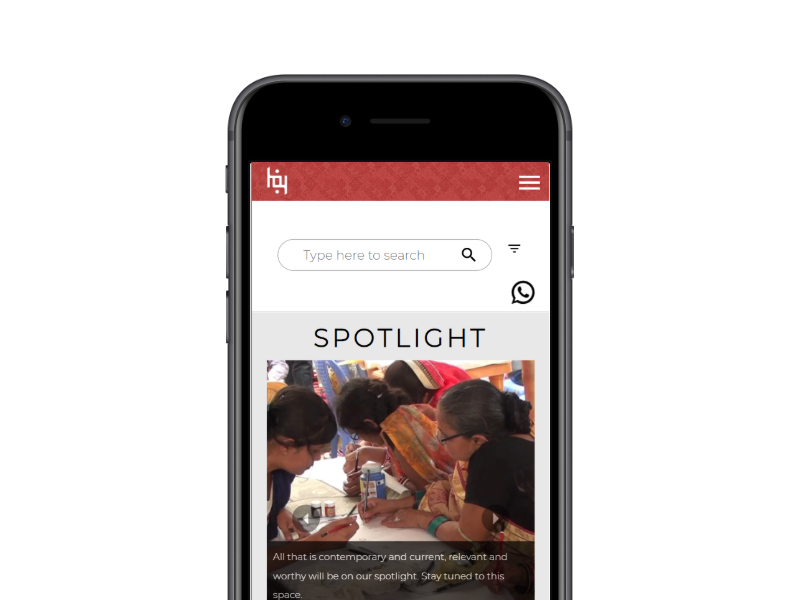 Type here to search
SPOTLIGHT
All that is contemporary and current, relevant and
worthy will be on our spotlight. Stay tuned to this
space.